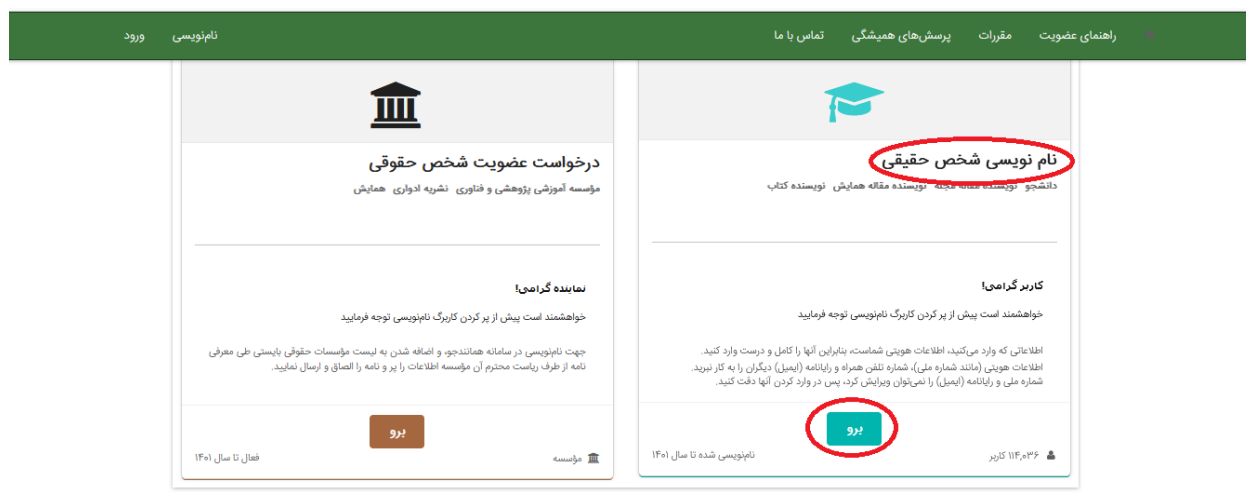 راهنمای عضویت مقررات پرسش‌های همیشگی تماس با ما نام‌نویسی ورود
نام نویسی شخص حقیقی
دانشجو نویسنده مقاله مجله نویسنده مقاله همایش نویسنده کتاب
کاربر گرامی!
خواهشمند است پیش از پر کردن کاربرگ نام‌نویسی توجه فرمایید
اطلاعاتی که وارد می‌کنید، اطلاعات هویتی شماست، بنابراین آنها را کامل و درست وارد کنید.
اطلاعات هویتی (مانند شماره ملی)، شماره تلفن همراه و رایانامه (ایمیل) دیگران را به کار نبرید.
شماره ملی و رایانامه (ایمیل) را نمی‌توان ویرایش کرد، پس در وارد کردن آنها دقت کنید.
برو
۱۱۴,۰۳۶ کاربر نام‌نویسی شده تا سال ۱۴۰۱
درخواست عضویت شخص حقوقی
مؤسسه آموزشی پژوهشی و فناوری نشریه ادواری همایش
نماینده گرامی!
خواهشمند است پیش از پر کردن کاربرگ نام‌نویسی توجه فرمایید
جهت نام‌نویسی در سامانه همانندجو، و اضافه شدن به لیست مؤسسات حقوقی بایستی طی معرفی
نامه از طرف ریاست محترم آن مؤسسه اطلاعات را پر و نامه را الصاق و ارسال نمایید.
برو
مؤسسه فعال تا سال ۱۴۰۱